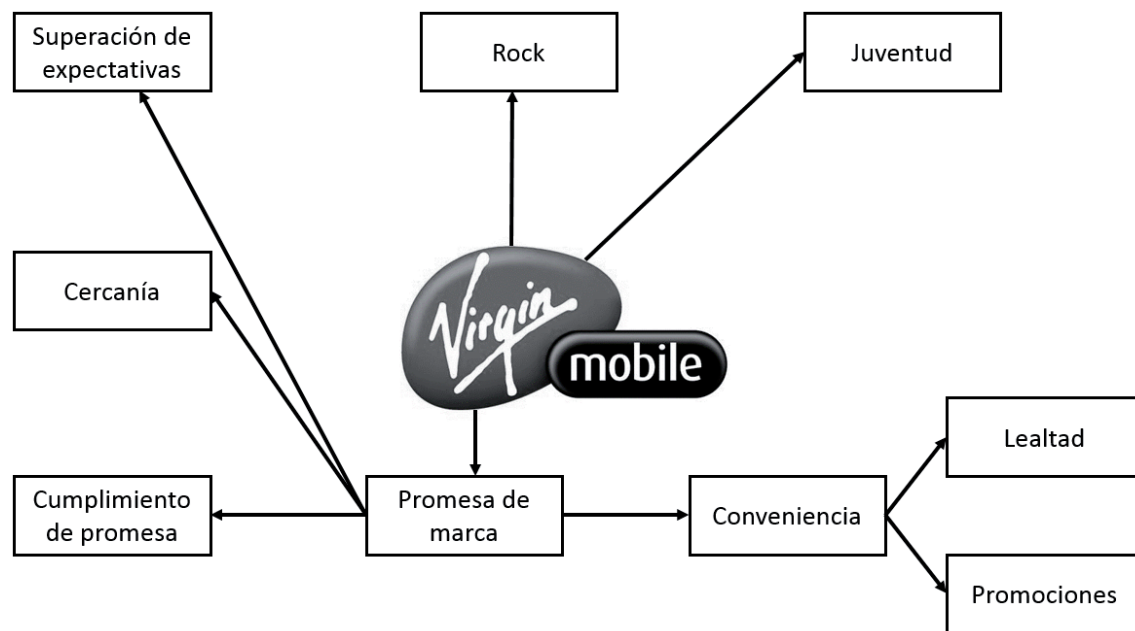 Superación de
expectativas
Rock
Juventud
Cercanía
Virgin
mobile
Lealtad
Cumplimiento
de promesa
Promesa de
marca
Conveniencia
Promociones